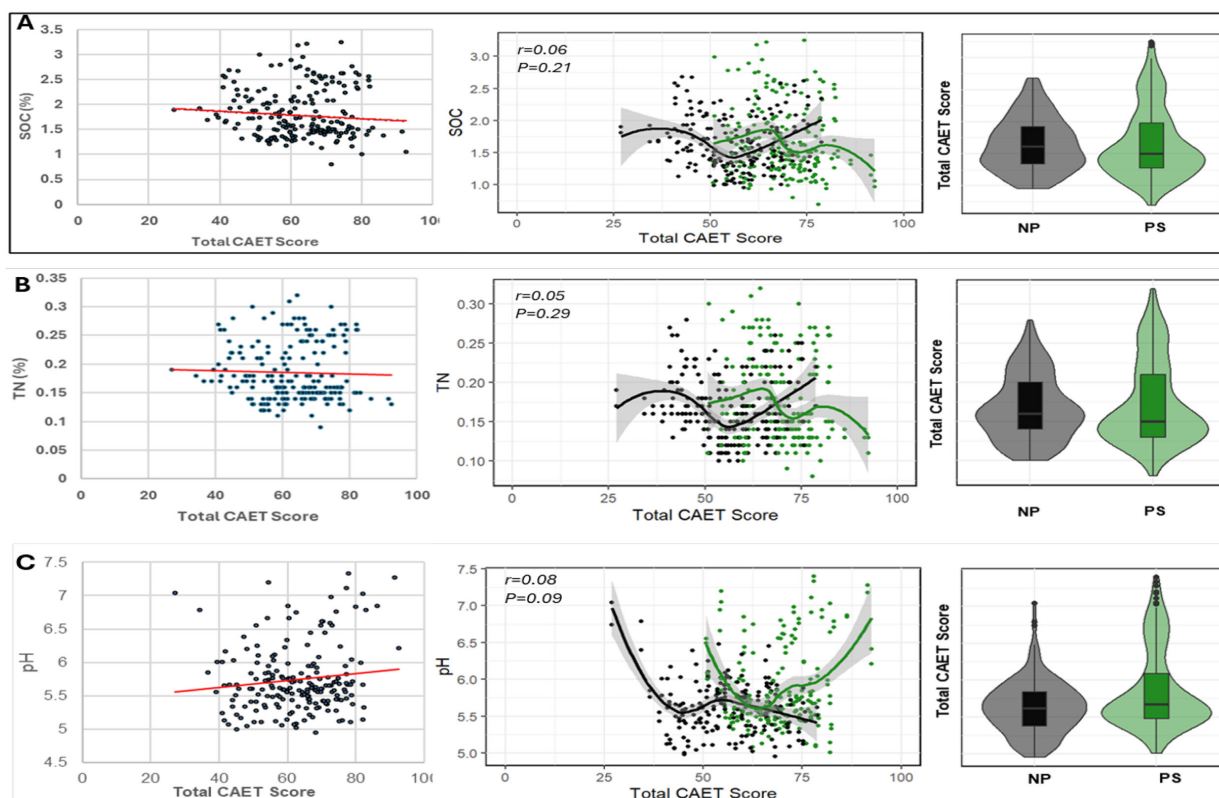 A
SOC(%)
3.5
3
2.5
2
1.5
1
0.5
0
0 20 40 60 80 10(
Total CAET Score
r=0.06
P=0.21
SOC
3.0
2.5
2.0
1.5
1.0
0 25 50 75 100
Total CAET Score
Total CAET Score
NP PS
B
TN (%)
0.35
0.3
0.25
0.2
0.15
0.1
0.05
0
0 20 40 60 80 100
Total CAET Score
r=0.05
P=0.29
TN
0.30
0.25
0.20
0.15
0.10
0 25 50 75 100
Total CAET Score
Total CAET Score
NP PS
C
pH
7.5
7
6.5
6
5.5
5
4.5
0 20 40 60 80 100
Total CAET Score
r=0.08
P=0.09
pH
7.5
7.0
6.5
6.0
5.5
5.0
0 25 50 75 100
Total CAET Score
Total CAET Score
NP PS